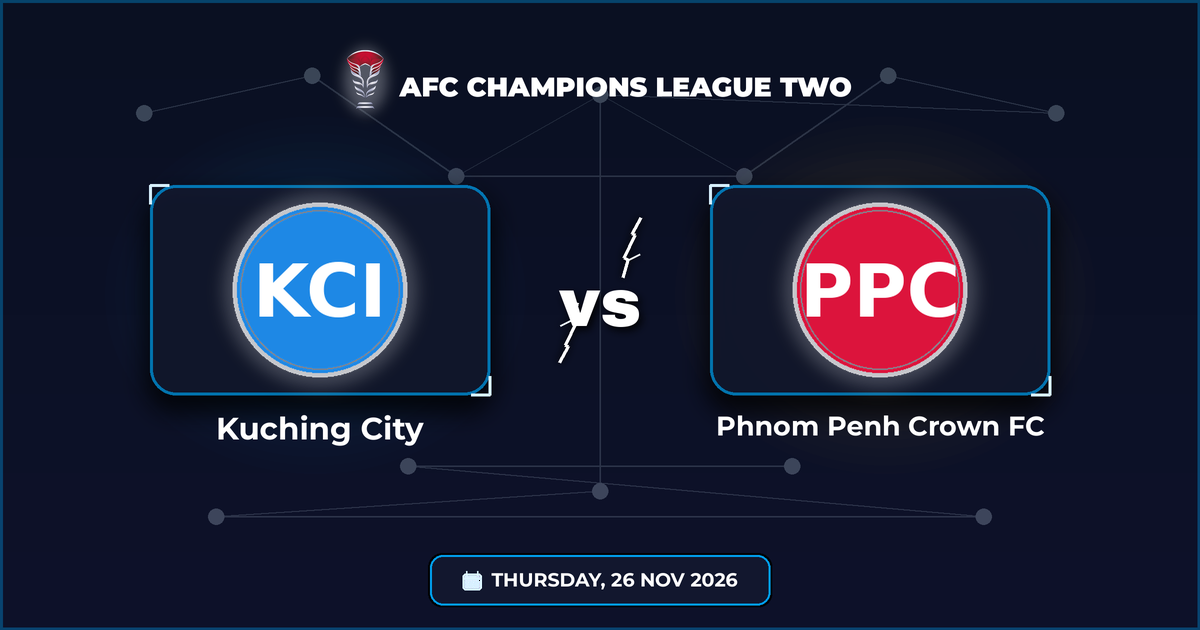 AFC CHAMPIONS LEAGUE TWO
KCI
VS
PPC
Kuching City
Phnom Penh Crown FC
THURSDAY, 26 NOV 2026